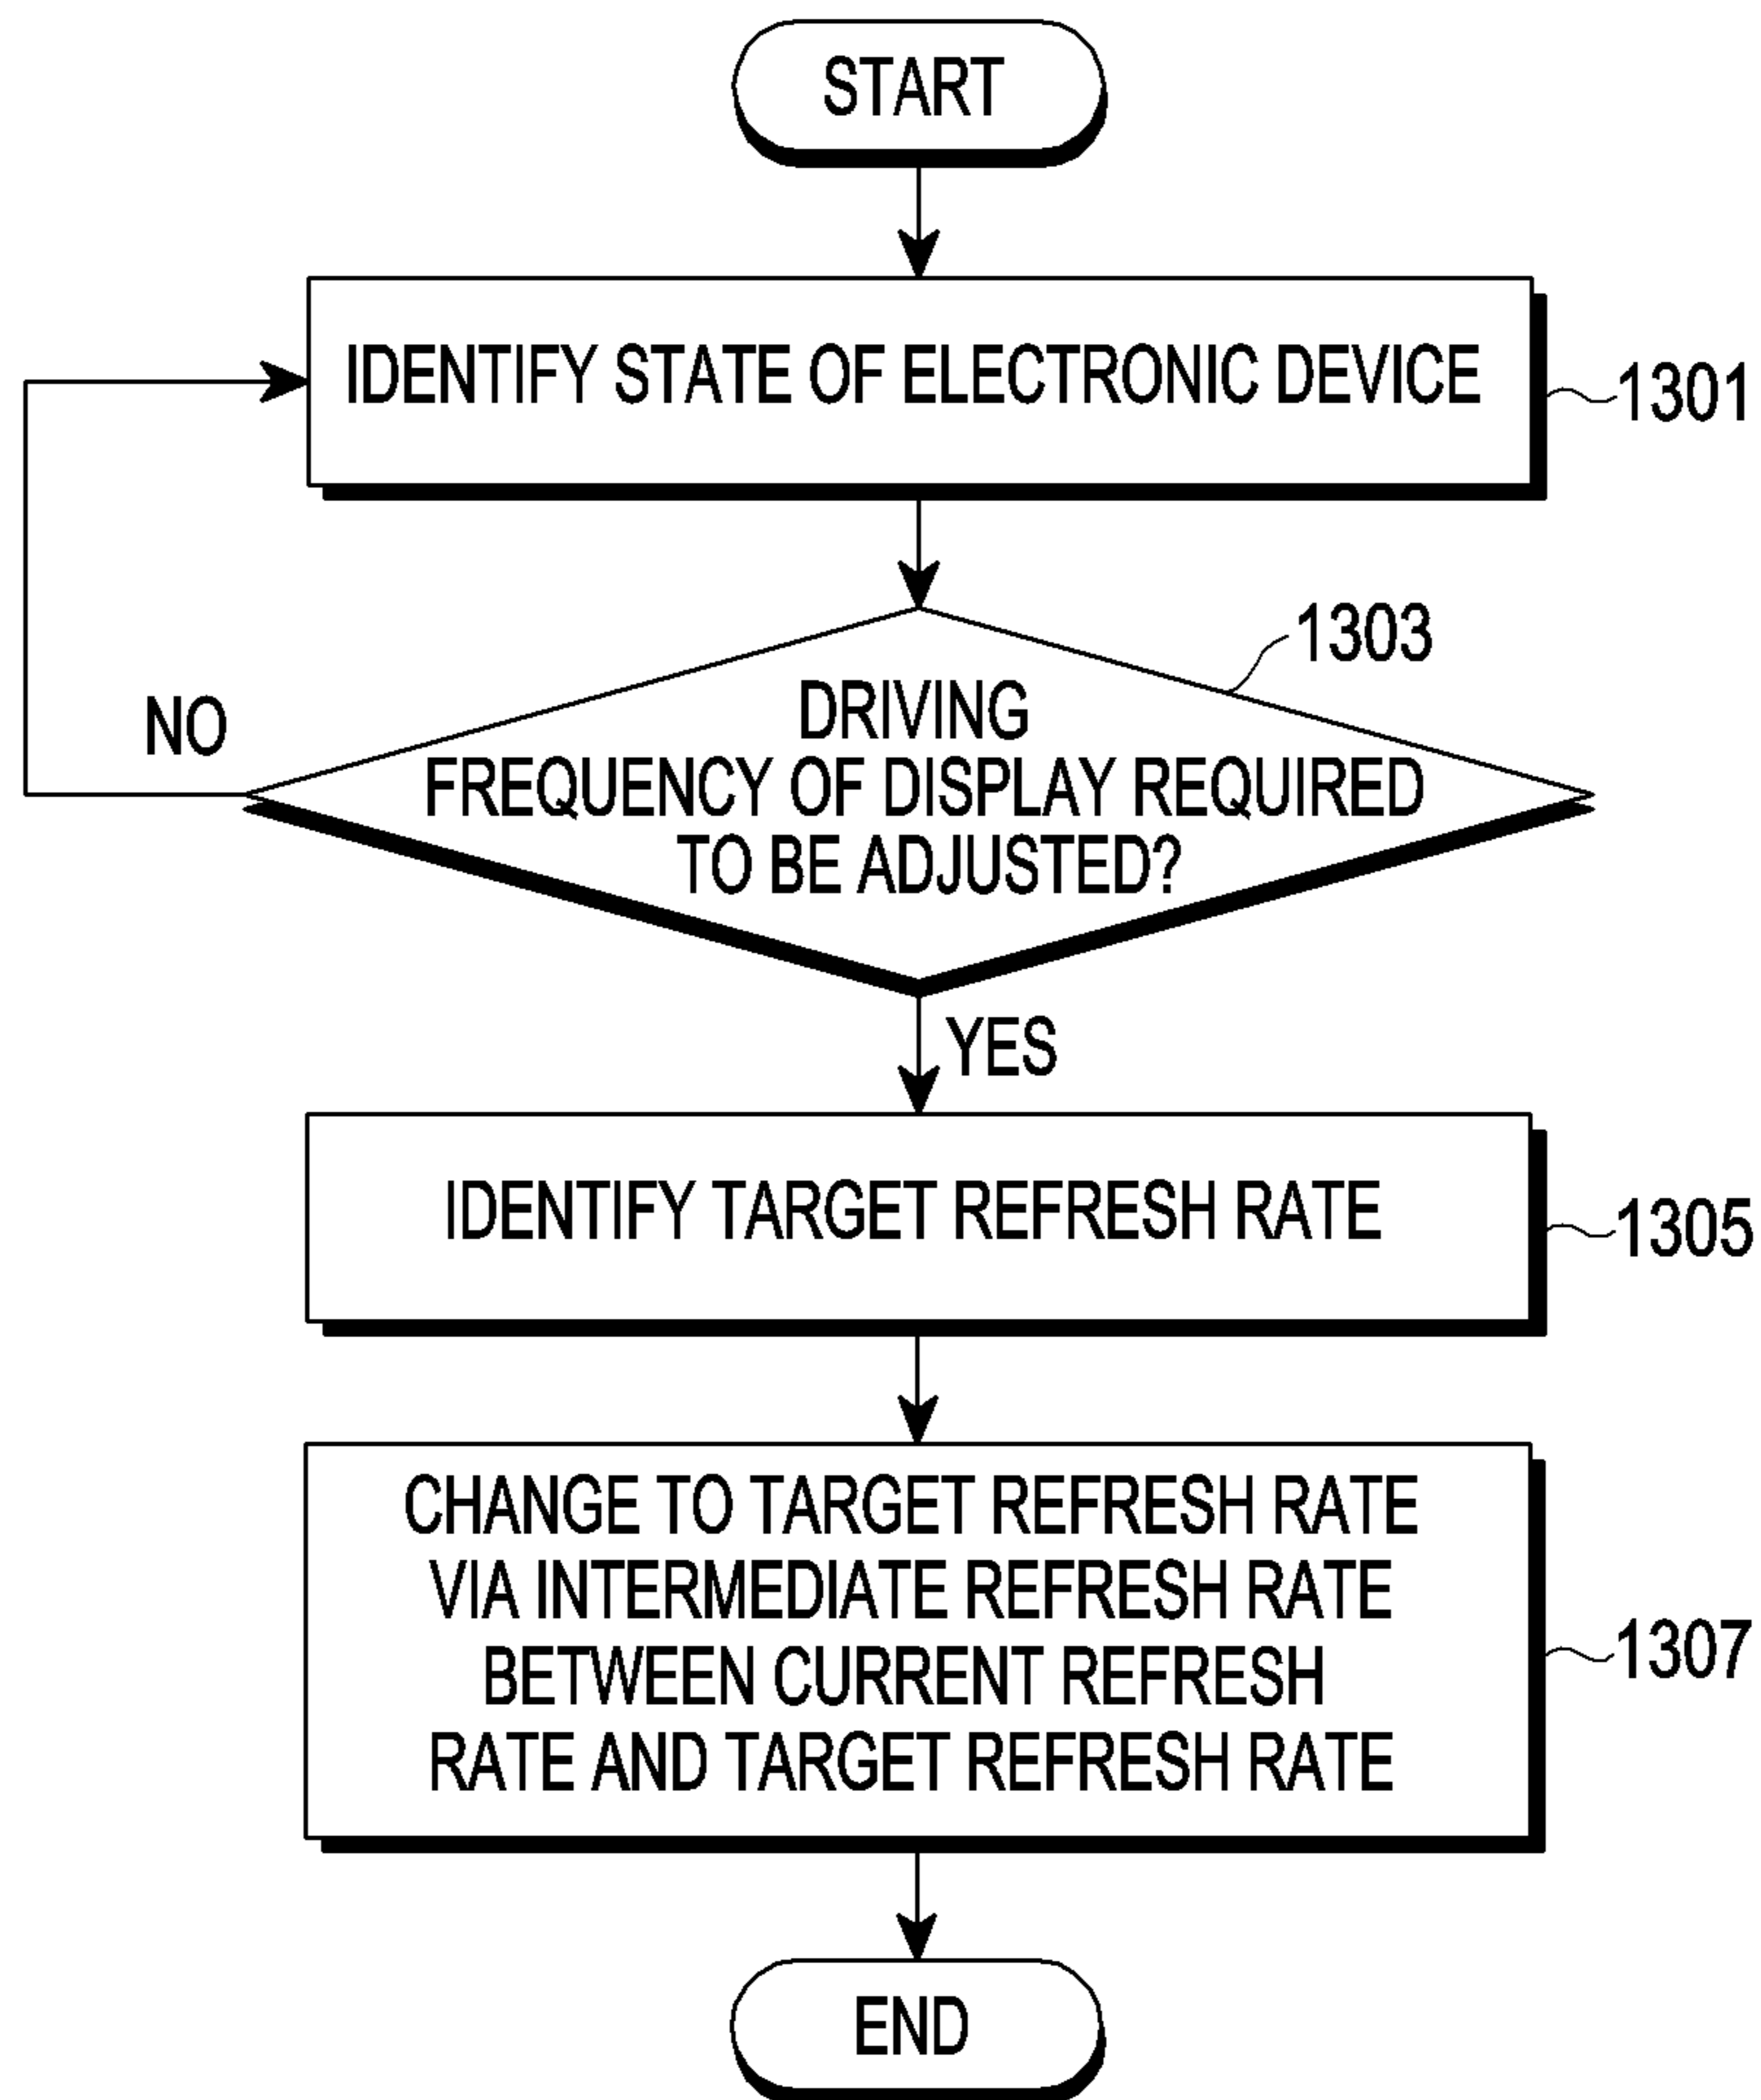 START
IDENTIFY STATE OF ELECTRONIC DEVICE
1301
1303
DRIVING
FREQUENCY OF DISPLAY REQUIRED
TO BE ADJUSTED?
NO
YES
IDENTIFY TARGET REFRESH RATE
1305
CHANGE TO TARGET REFRESH RATE
VIA INTERMEDIATE REFRESH RATE
BETWEEN CURRENT REFRESH
RATE AND TARGET REFRESH RATE
1307
END